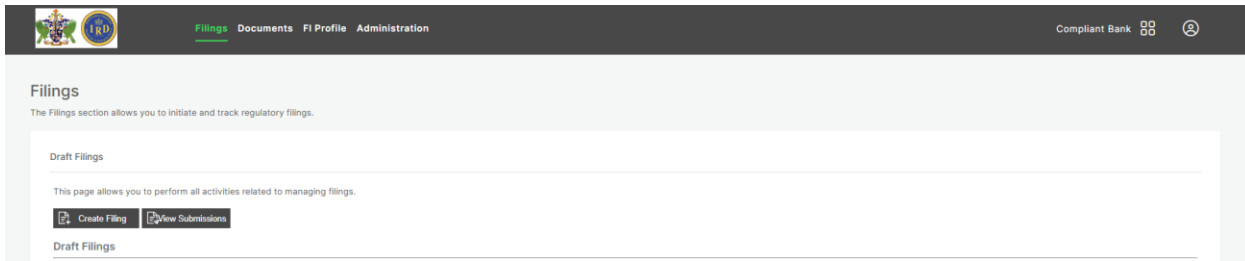 IRD
Filings Documents FI Profile Administration Compliant Bank
Filings
The Filings section allows you to initiate and track regulatory filings.
Draft Filings
This page allows you to perform all activities related to managing filings.
Create Filing View Submissions
Draft Filings